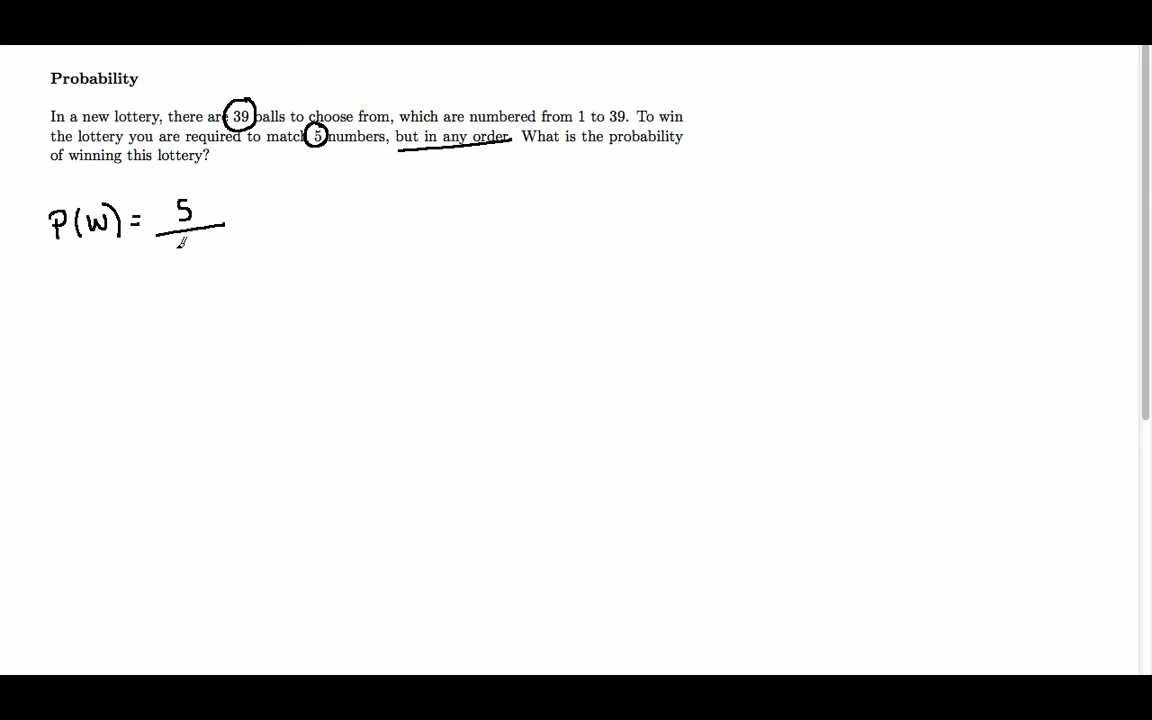 Probability
In a new lottery, there are 39 balls to choose from, which are numbered from 1 to 39. To win
the lottery you are required to match 5 numbers, but in any order. What is the probability
of winning this lottery?
P(W) = 5